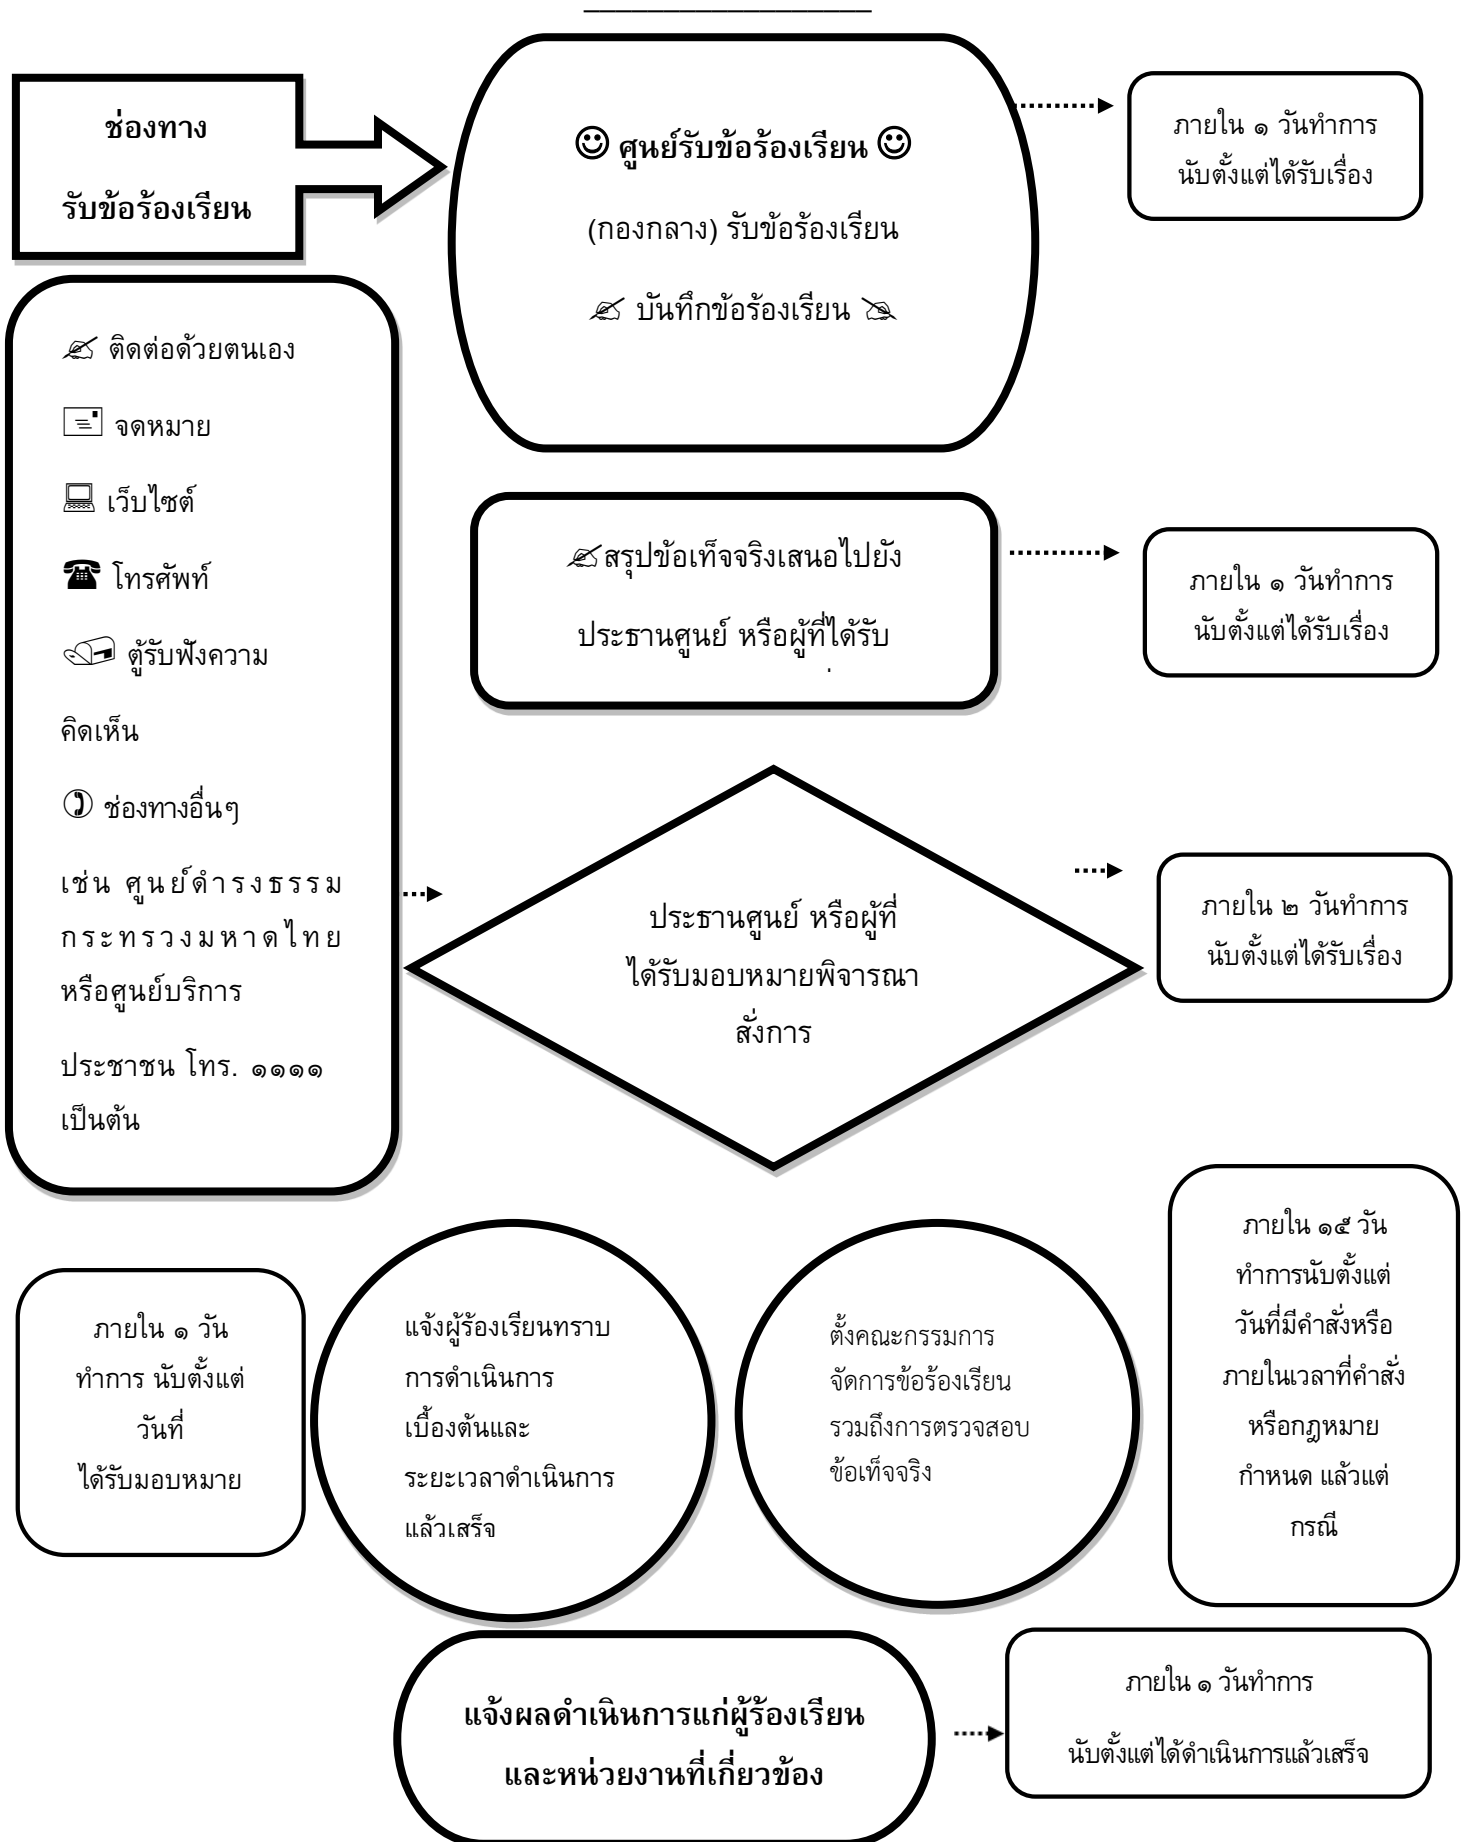 ช่องทาง
รับข้อร้องเรียน
☺ ศูนย์รับข้อร้องเรียน ☺
(กองกลาง) รับข้อร้องเรียน
บันทึกข้อร้องเรียน
ภายใน ๑ วันทำการ
นับตั้งแต่ได้รับเรื่อง
ติดต่อด้วยตนเอง
จดหมาย
เว็บไซต์
โทรศัพท์
ตู้รับฟังความ
คิดเห็น
ช่องทางอื่นๆ
เช่น ศูนย์ดำรงธรรม
กระทรวงมหาดไทย
หรือศูนย์บริการ
ประชาชน โทร. ๑๑๑๑
เป็นต้น
สรุปข้อเท็จจริงเสนอไปยัง
ประธานศูนย์ หรือผู้ที่ได้รับ
ภายใน ๑ วันทำการ
นับตั้งแต่ได้รับเรื่อง
ประธานศูนย์ หรือผู้ที่
ได้รับมอบหมายพิจารณา
สั่งการ
ภายใน ๒ วันทำการ
นับตั้งแต่ได้รับเรื่อง
ภายใน ๑ วัน
ทำการ นับตั้งแต่
วันที่
ได้รับมอบหมาย
แจ้งผู้ร้องเรียนทราบ
การดำเนินการ
เบื้องต้นและ
ระยะเวลาดำเนินการ
แล้วเสร็จ
ตั้งคณะกรรมการ
จัดการข้อร้องเรียน
รวมถึงการตรวจสอบ
ข้อเท็จจริง
ภายใน ๑๕ วัน
ทำการนับตั้งแต่
วันที่มีคำสั่งหรือ
ภายในเวลาที่คำสั่ง
หรือกฎหมาย
กำหนด แล้วแต่
กรณี
แจ้งผลดำเนินการแก่ผู้ร้องเรียน
และหน่วยงานที่เกี่ยวข้อง
ภายใน ๑ วันทำการ
นับตั้งแต่ได้ดำเนินการแล้วเสร็จ